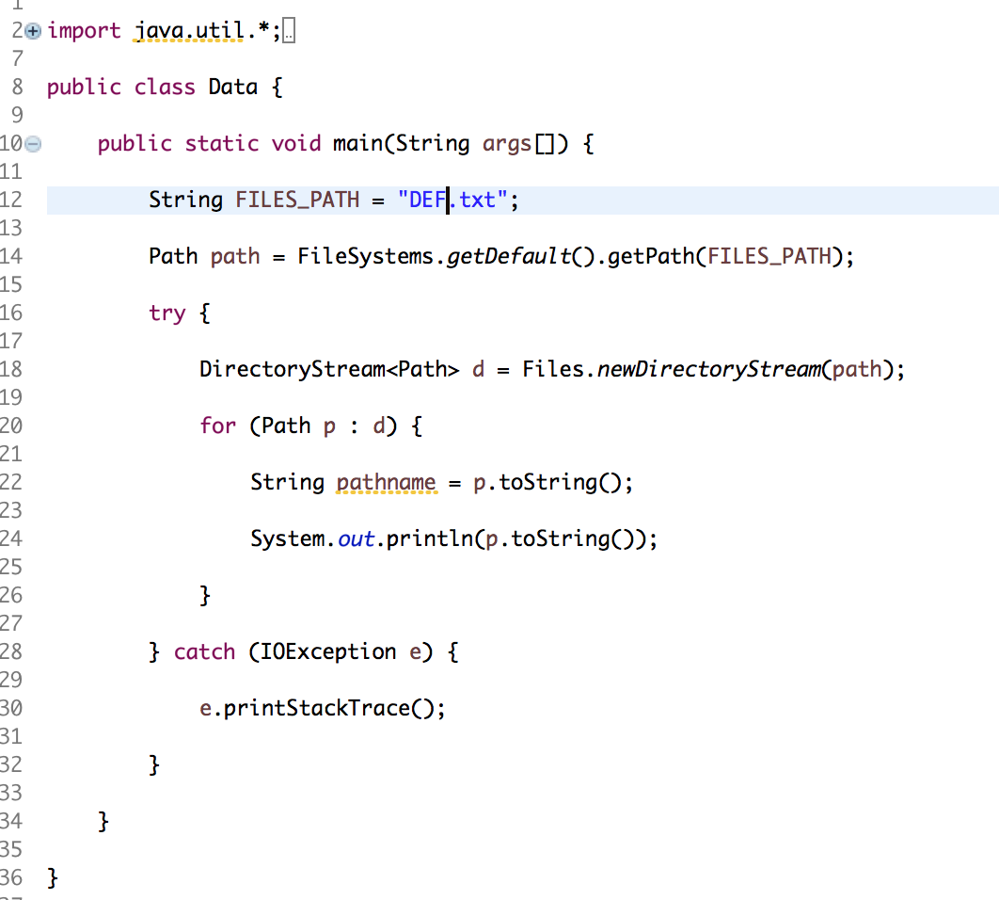 1
2 import java.util.*;
7
8 public class Data {
9
10 public static void main(String args[]) {
11
12 String FILES_PATH = "DEF.txt";
13
14 Path path = FileSystems.getDefault().getPath(FILES_PATH);
15
16 try {
17
18 DirectoryStream<Path> d = Files.newDirectoryStream(path);
19
20 for (Path p : d) {
21
22 String pathname = p.toString();
23
24 System.out.println(p.toString());
25
26 }
27
28 } catch (IOException e) {
29
30 e.printStackTrace();
31
32 }
33
34 }
35
36 }